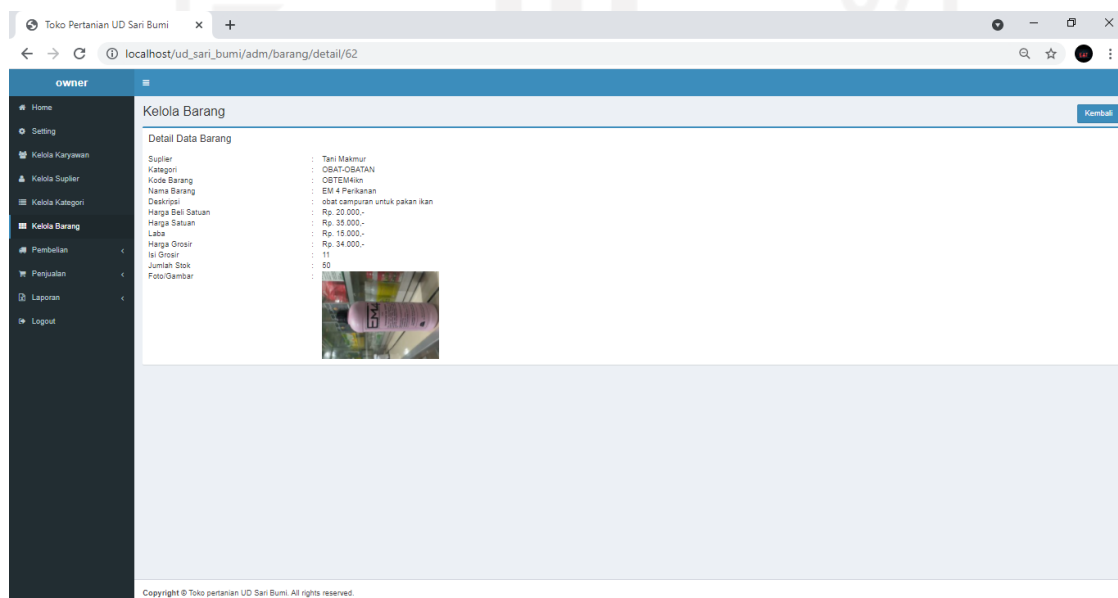 Toko Pertanian UD Sari Bumi
localhost/ud_sari_bumi/adm/barang/detail/62
owner
Home
Setting
Kelola Karyawan
Kelola Suplier
Kelola Kategori
Kelola Barang
Pembelian
Penjualan
Laporan
Logout
Kelola Barang
Kembali
Detail Data Barang
Suplier : Tani Makmur
Kategori : OBAT-OBATAN
Kode Barang : OBTEM4ikn
Nama Barang : EM 4 Perikanan
Deskripsi : obat campuran untuk pakan ikan
Harga Beli Satuan : Rp. 20.000,-
Harga Satuan : Rp. 35.000,-
Laba : Rp. 15.000,-
Harga Grosir : Rp. 34.000,-
Isi Grosir : 11
Jumlah Stok : 50
Foto/Gambar :
EM4
Copyright © Toko pertanian UD Sari Bumi. All rights reserved.